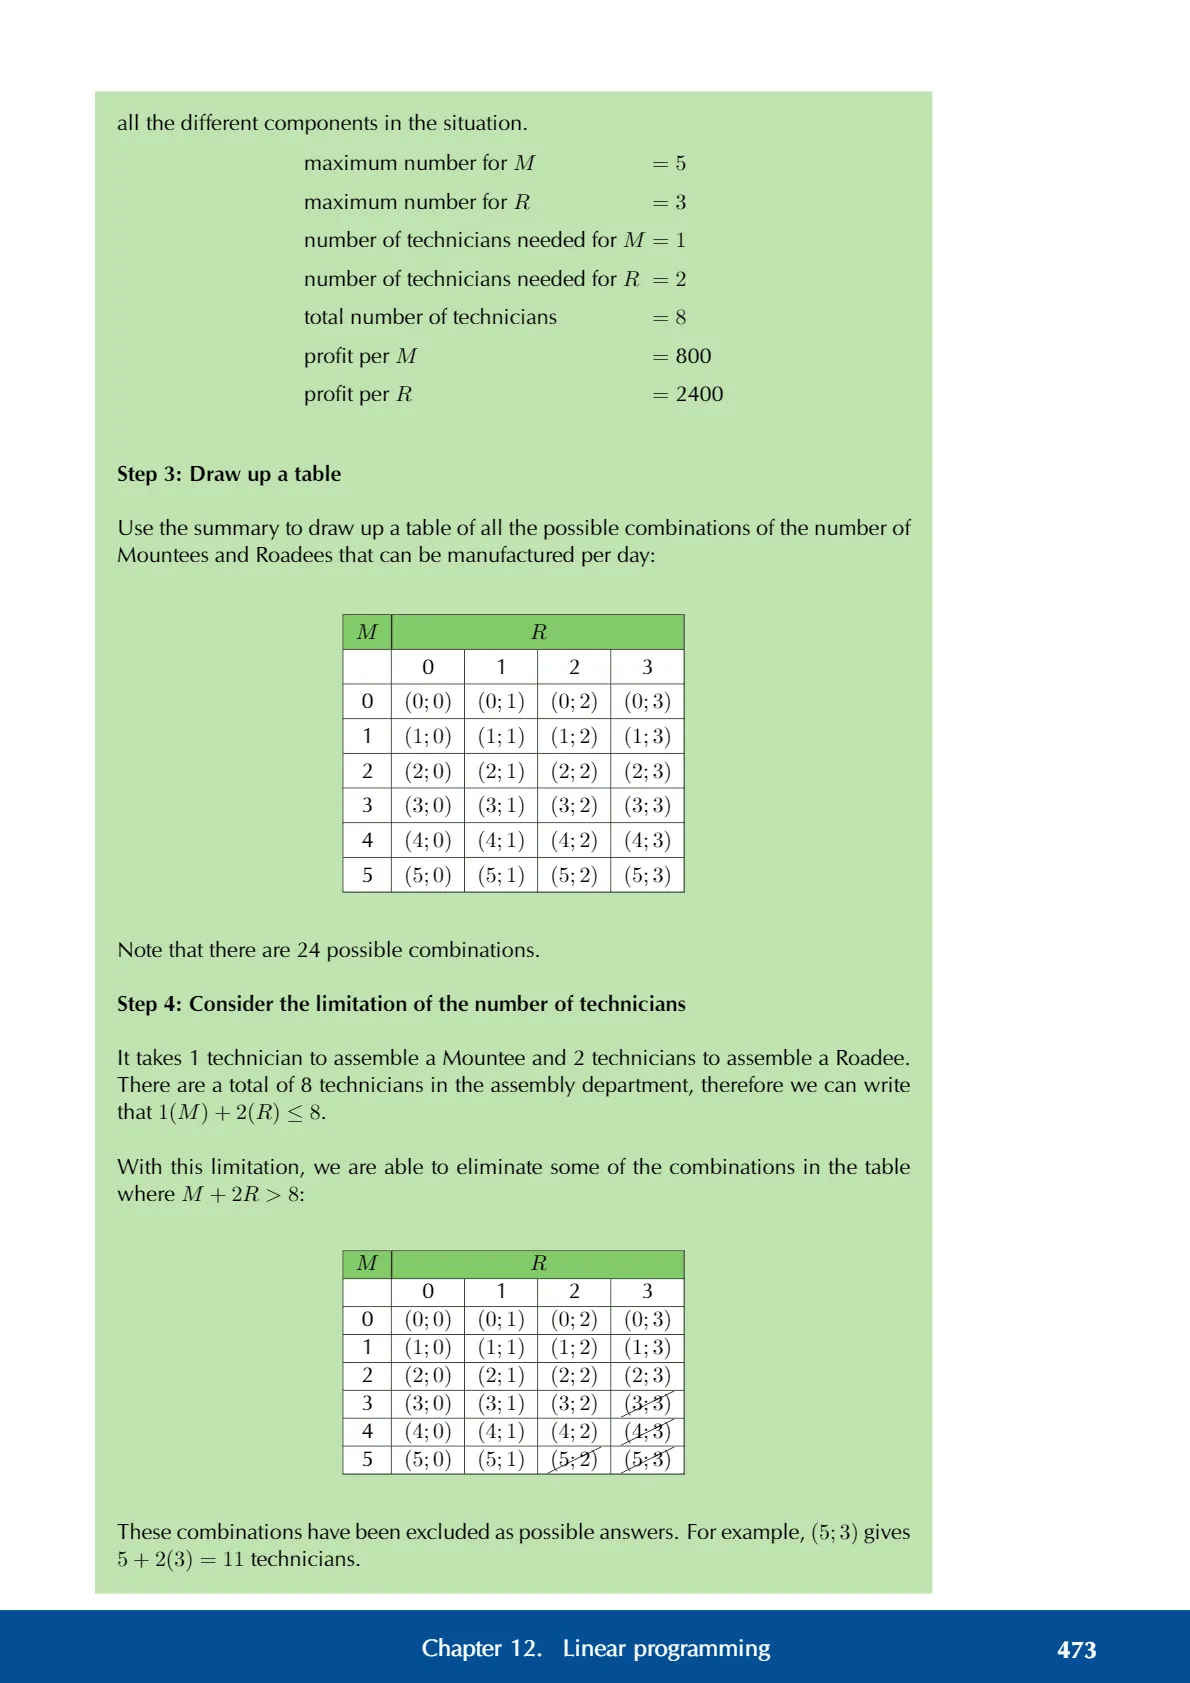 all the different components in the situation.
maximum number for M = 5
maximum number for R = 3
number of technicians needed for M = 1
number of technicians needed for R = 2
total number of technicians = 8
profit per M = 800
profit per R = 2400
Step 3: Draw up a table
Use the summary to draw up a table of all the possible combinations of the number of
Mountees and Roadees that can be manufactured per day:
M R
0 1 2 3
0 (0; 0) (0; 1) (0; 2) (0; 3)
1 (1; 0) (1; 1) (1; 2) (1; 3)
2 (2; 0) (2; 1) (2; 2) (2; 3)
3 (3; 0) (3; 1) (3; 2) (3; 3)
4 (4; 0) (4; 1) (4; 2) (4; 3)
5 (5; 0) (5; 1) (5; 2) (5; 3)
Note that there are 24 possible combinations.
Step 4: Consider the limitation of the number of technicians
It takes 1 technician to assemble a Mountee and 2 technicians to assemble a Roadee.
There are a total of 8 technicians in the assembly department, therefore we can write
that 1(M) + 2(R) ≤ 8.
With this limitation, we are able to eliminate some of the combinations in the table
where M + 2R > 8:
M R
0 1 2 3
0 (0; 0) (0; 1) (0; 2) (0; 3)
1 (1; 0) (1; 1) (1; 2) (1; 3)
2 (2; 0) (2; 1) (2; 2) (2; 3)
3 (3; 0) (3; 1) (3; 2) (3; 3)
4 (4; 0) (4; 1) (4; 2) (4; 3)
5 (5; 0) (5; 1) (5; 2) (5; 3)
These combinations have been excluded as possible answers. For example, (5; 3) gives
5 + 2(3) = 11 technicians.
Chapter 12. Linear programming 473